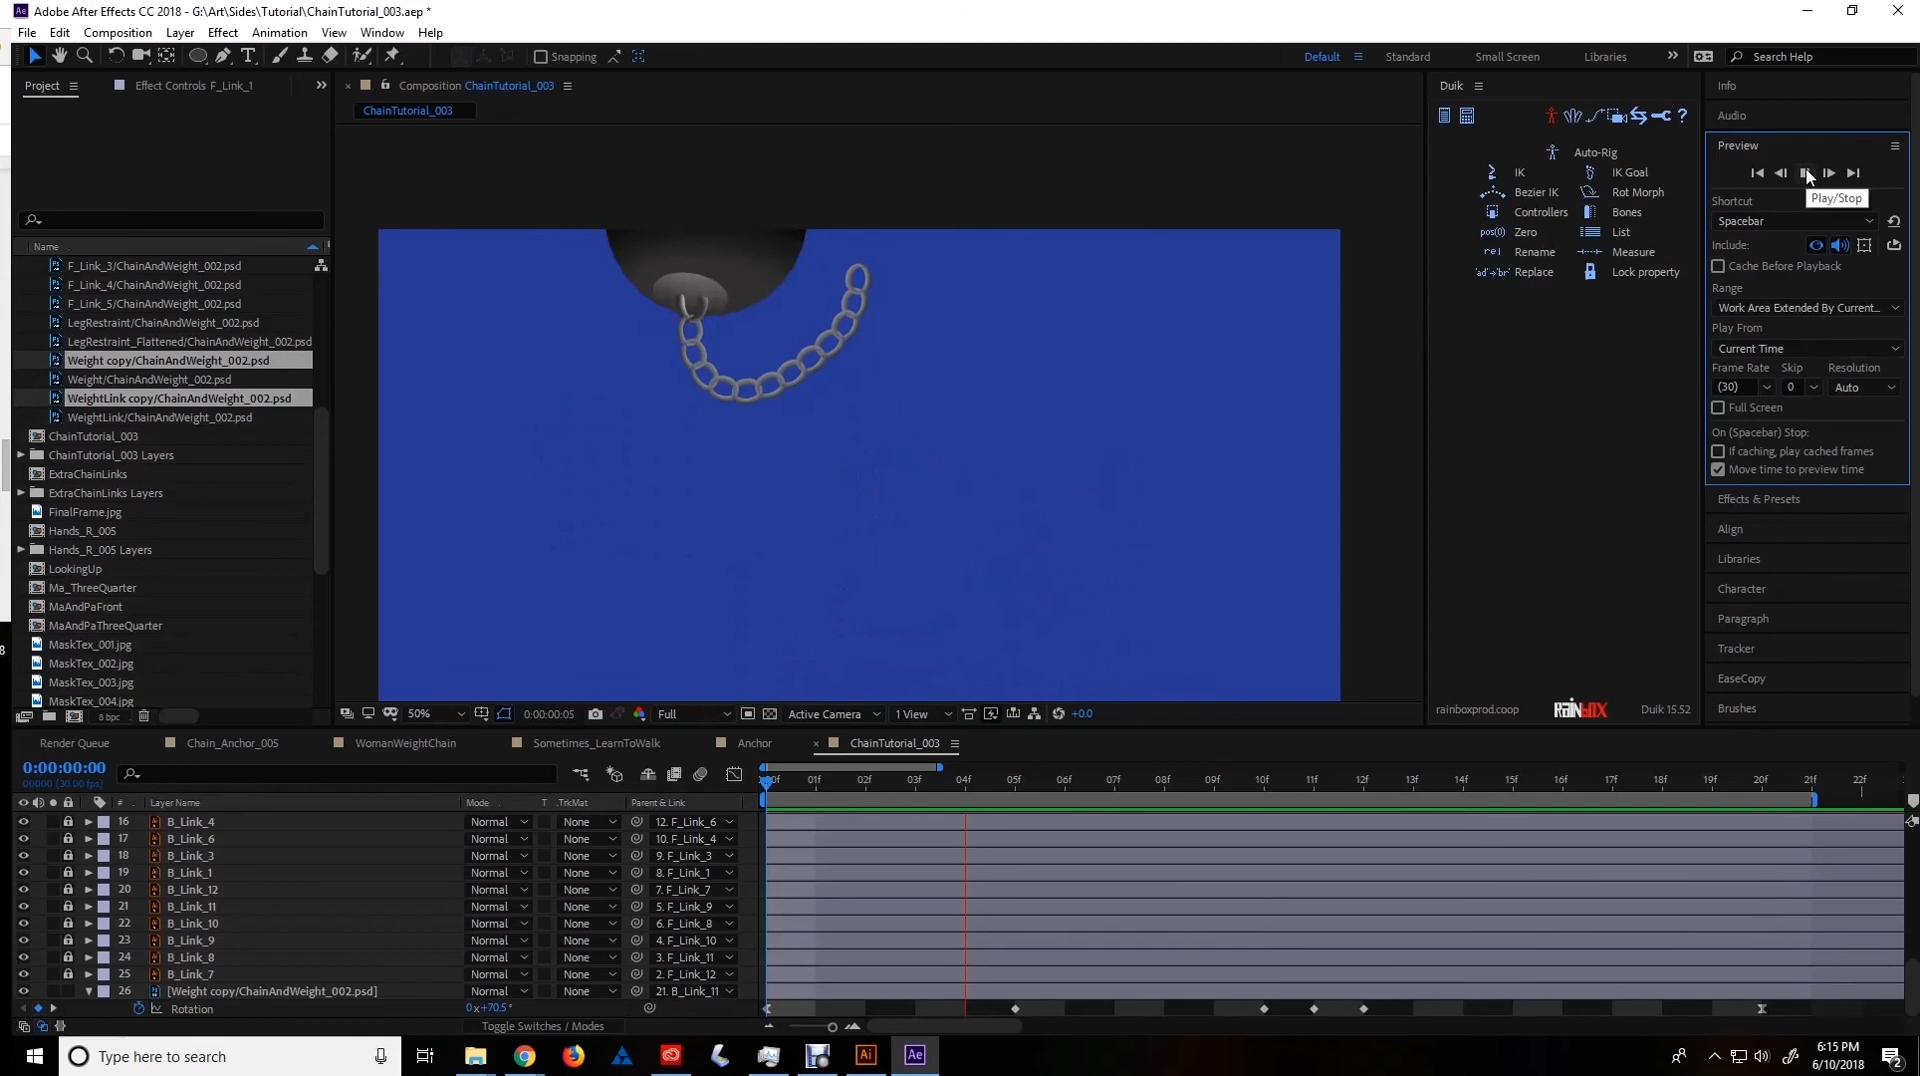 Adobe After Effects CC 2018 - G:\Art\Sides\Tutorial\ChainTutorial_003.aep *
File Edit Composition Layer Effect Animation View Window Help
Snapping Default Standard Small Screen Libraries Search Help
Project Effect Controls F_Link_1 Composition ChainTutorial_003 Duik Info
ChainTutorial_003
Audio
Preview
Auto-Rig
IK IK Goal
Play/Stop
Bezier IK Rot Morph
Shortcut
Controllers Bones
Spacebar
pos(0) Zero List
Name
Include:
rel Rename Measure
F_Link_3/ChainAndWeight_002.psd
Cache Before Playback
'ad'→'br' Replace Lock property
F_Link_4/ChainAndWeight_002.psd
Range
F_Link_5/ChainAndWeight_002.psd
Work Area Extended By Current...
LegRestraint/ChainAndWeight_002.psd
Play From
LegRestraint_Flattened/ChainAndWeight_002.psd
Current Time
Weight copy/ChainAndWeight_002.psd
Frame Rate Skip Resolution
Weight/ChainAndWeight_002.psd
(30) 0 Auto
WeightLink copy/ChainAndWeight_002.psd
Full Screen
WeightLink/ChainAndWeight_002.psd
On (Spacebar) Stop:
ChainTutorial_003
If caching, play cached frames
ChainTutorial_003 Layers
Move time to preview time
ExtraChainLinks
ExtraChainLinks Layers
Effects & Presets
FinalFrame.jpg
Align
Hands_R_005
Hands_R_005 Layers
Libraries
LookingUp
Ma_ThreeQuarter
Character
MaAndPaFront
Paragraph
MaAndPaThreeQuarter
MaskTex_001.jpg
Tracker
MaskTex_002.jpg
EaseCopy
MaskTex_003.jpg
MaskTex_004.jpg
Brushes
8 bpc 50% 0:00:00:05 Full Active Camera 1 View +0.0 rainboxprod.coop RAiNBOX Duik 15.52
Render Queue Chain_Anchor_005 WomanWeightChain Sometimes_LearnToWalk Anchor ChainTutorial_003
0:00:00:00
00000 (30.00 fps)
00f 01f 02f 03f 04f 05f 06f 07f 08f 09f 10f 11f 12f 13f 14f 15f 16f 17f 18f 19f 20f 21f 22f
# Layer Name Mode T .TrkMat Parent & Link
16 B_Link_4 Normal None 12. F_Link_6
17 B_Link_6 Normal None 10. F_Link_4
18 B_Link_3 Normal None 9. F_Link_3
19 B_Link_1 Normal None 8. F_Link_1
20 B_Link_12 Normal None 7. F_Link_7
21 B_Link_11 Normal None 5. F_Link_9
22 B_Link_10 Normal None 6. F_Link_8
23 B_Link_9 Normal None 4. F_Link_10
24 B_Link_8 Normal None 3. F_Link_11
25 B_Link_7 Normal None 2. F_Link_12
26 [Weight copy/ChainAndWeight_002.psd] Normal None 21. B_Link_11
Rotation 0x+70.5°
Toggle Switches / Modes
Type here to search Ai Ae 6:15 PM
6/10/2018 2